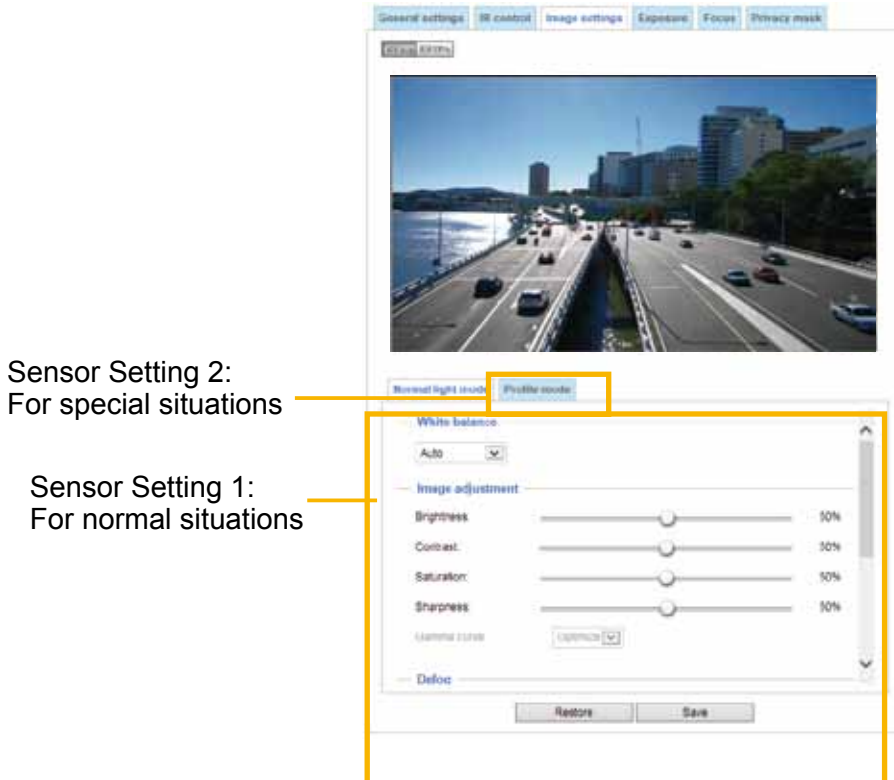 General settings IR control Image settings Exposure Focus Privacy mask
Sensor Setting 2:
For special situations
Normal light mode Profile mode
White balance
Auto
Sensor Setting 1:
For normal situations
Image adjustment
Brightness: 50%
Contrast: 50%
Saturation: 50%
Sharpness: 50%
Gamma curve Optimize
Defog
Restore Save